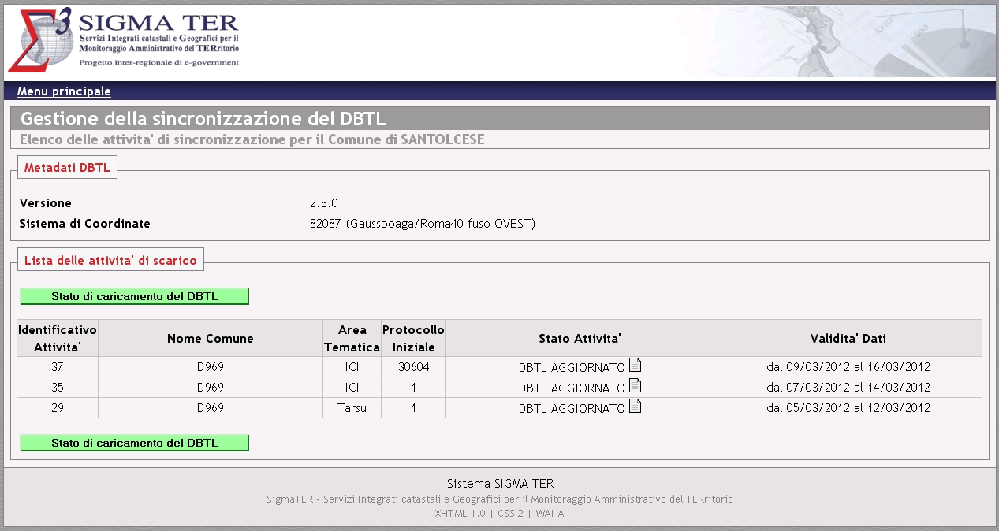 SIGMA TER
Servizi Integrati catastali e Geografici per il
Monitoraggio Amministrativo del TERritorio
Progetto inter-regionale di e-government
Menu principale
Gestione della sincronizzazione del DBTL
Elenco delle attivita' di sincronizzazione per il Comune di SANTOLCESE
Metadati DBTL
Versione 2.8.0
Sistema di Coordinate 82087 (Gaussboaga/Roma40 fuso OVEST)
Lista delle attivita' di scarico
Stato di caricamento del DBTL
Identificativo Attivita' Nome Comune Area Tematica Protocollo Iniziale Stato Attivita' Validita' Dati
37 D969 ICI 30604 DBTL AGGIORNATO dal 09/03/2012 al 16/03/2012
35 D969 ICI 1 DBTL AGGIORNATO dal 07/03/2012 al 14/03/2012
29 D969 Tarsu 1 DBTL AGGIORNATO dal 05/03/2012 al 12/03/2012
Stato di caricamento del DBTL
Sistema SIGMA TER
SigmaTER - Servizi Integrati catastali e Geografici per il Monitoraggio Amministrativo del TERritorio
XHTML 1.0 | CSS 2 | WAI-A